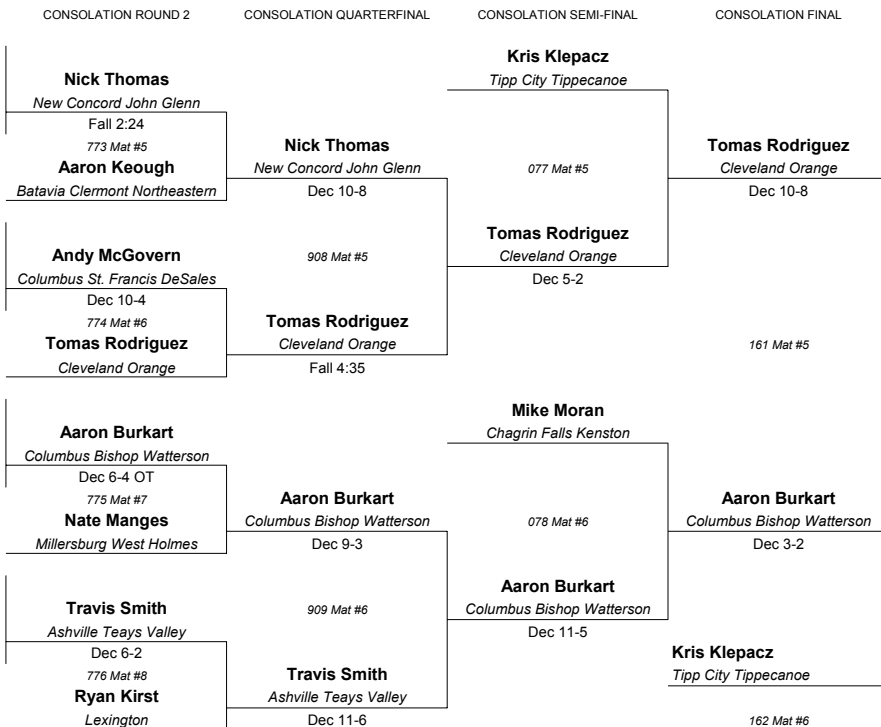 CONSOLATION ROUND 2
CONSOLATION QUARTERFINAL
CONSOLATION SEMI-FINAL
CONSOLATION FINAL
Nick Thomas
New Concord John Glenn
Fall 2:24
773 Mat #5
Aaron Keough
Batavia Clermont Northeastern
Andy McGovern
Columbus St. Francis DeSales
Dec 10-4
774 Mat #6
Tomas Rodriguez
Cleveland Orange
Aaron Burkart
Columbus Bishop Watterson
Dec 6-4 OT
775 Mat #7
Nate Manges
Millersburg West Holmes
Travis Smith
Ashville Teays Valley
Dec 6-2
776 Mat #8
Ryan Kirst
Lexington
Nick Thomas
New Concord John Glenn
Dec 10-8
908 Mat #5
Tomas Rodriguez
Cleveland Orange
Fall 4:35
Aaron Burkart
Columbus Bishop Watterson
Dec 9-3
909 Mat #6
Travis Smith
Ashville Teays Valley
Dec 11-6
Kris Klepacz
Tipp City Tippecanoe
077 Mat #5
Tomas Rodriguez
Cleveland Orange
Dec 5-2
Mike Moran
Chagrin Falls Kenston
078 Mat #6
Aaron Burkart
Columbus Bishop Watterson
Dec 11-5
Tomas Rodriguez
Cleveland Orange
Dec 10-8
161 Mat #5
Aaron Burkart
Columbus Bishop Watterson
Dec 3-2
Kris Klepacz
Tipp City Tippecanoe
162 Mat #6